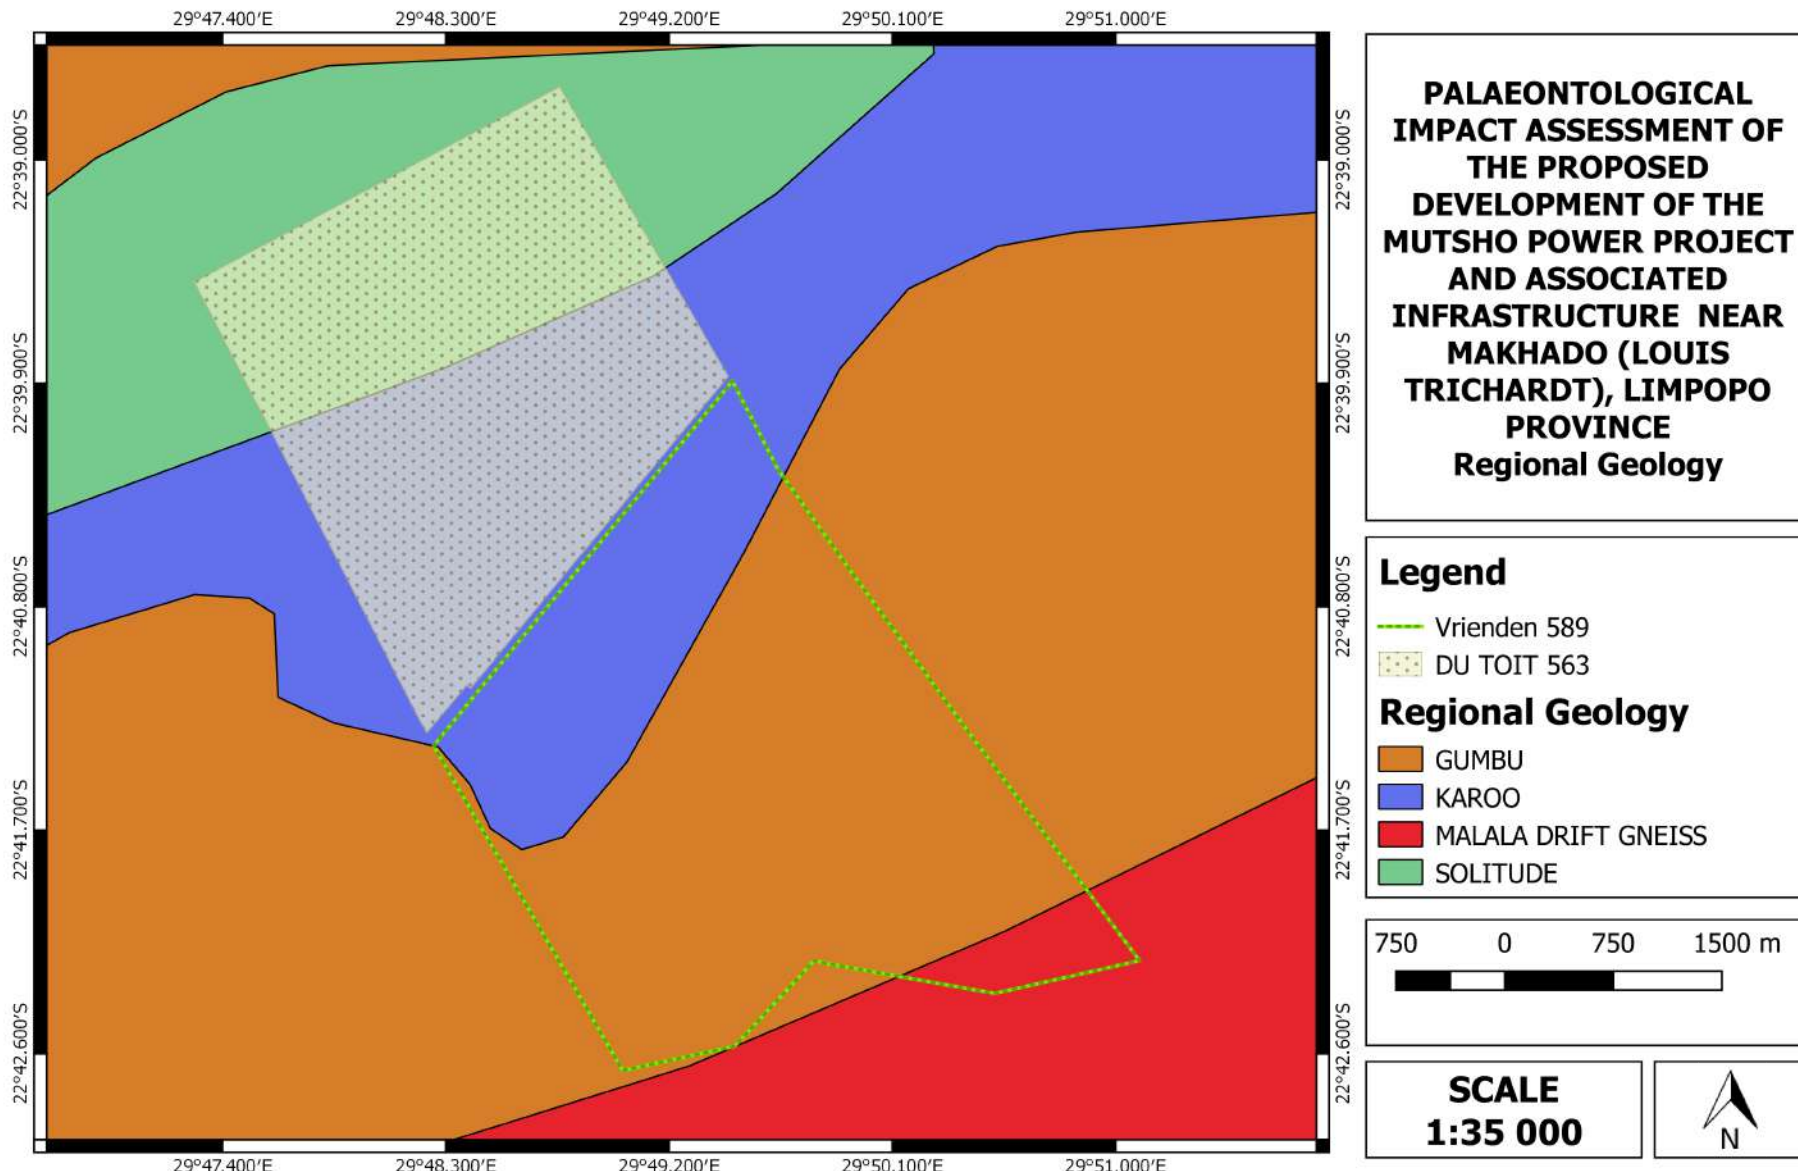 29°47.400′E 29°48.300′E 29°49.200′E 29°50.100′E 29°51.000′E
22°39.000′S
22°39.900′S
22°40.800′S
22°41.700′S
22°42.600′S
22°39.000′S
22°39.900′S
22°40.800′S
22°41.700′S
22°42.600′S
29°47.400′E 29°48.300′E 29°49.200′E 29°50.100′E 29°51.000′E
PALAEONTOLOGICAL
IMPACT ASSESSMENT OF
THE PROPOSED
DEVELOPMENT OF THE
MUTSHO POWER PROJECT
AND ASSOCIATED
INFRASTRUCTURE NEAR
MAKHADO (LOUIS
TRICHARDT), LIMPOPO
PROVINCE
Regional Geology
Legend
Vrienden 589
DU TOIT 563
Regional Geology
GUMBU
KAROO
MALALA DRIFT GNEISS
SOLITUDE
750 0 750 1500 m
SCALE
1:35 000
N